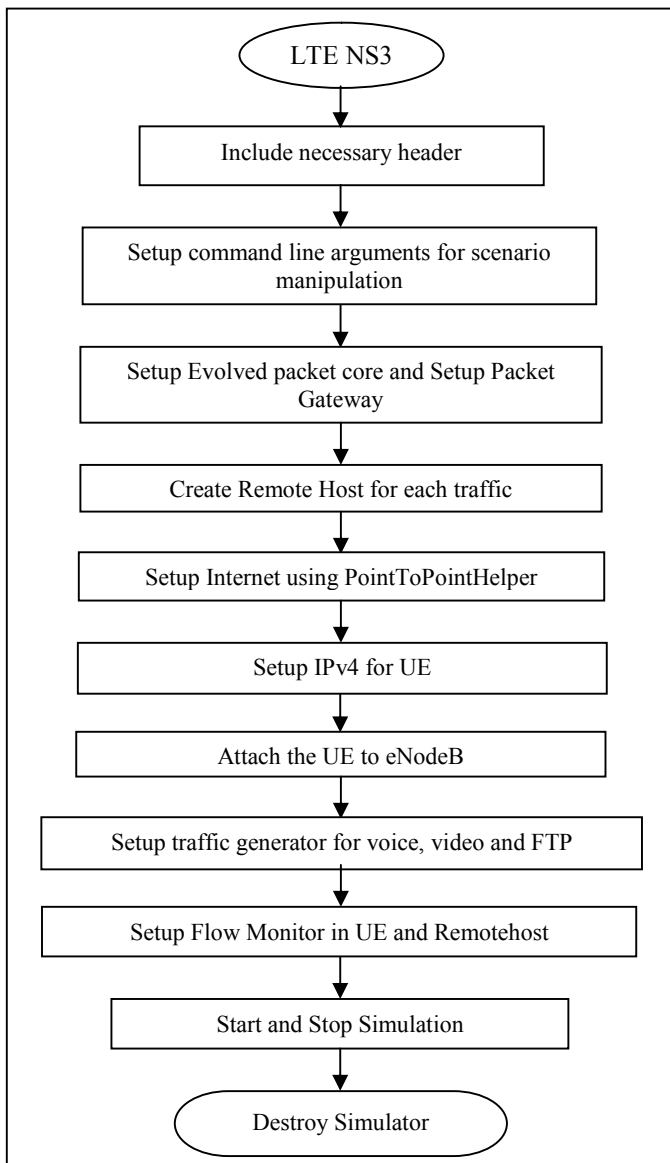 LTE NS3
Include necessary header
Setup command line arguments for scenario
manipulation
Setup Evolved packet core and Setup Packet
Gateway
Create Remote Host for each traffic
Setup Internet using PointToPointHelper
Setup IPv4 for UE
Attach the UE to eNodeB
Setup traffic generator for voice, video and FTP
Setup Flow Monitor in UE and Remotehost
Start and Stop Simulation
Destroy Simulator